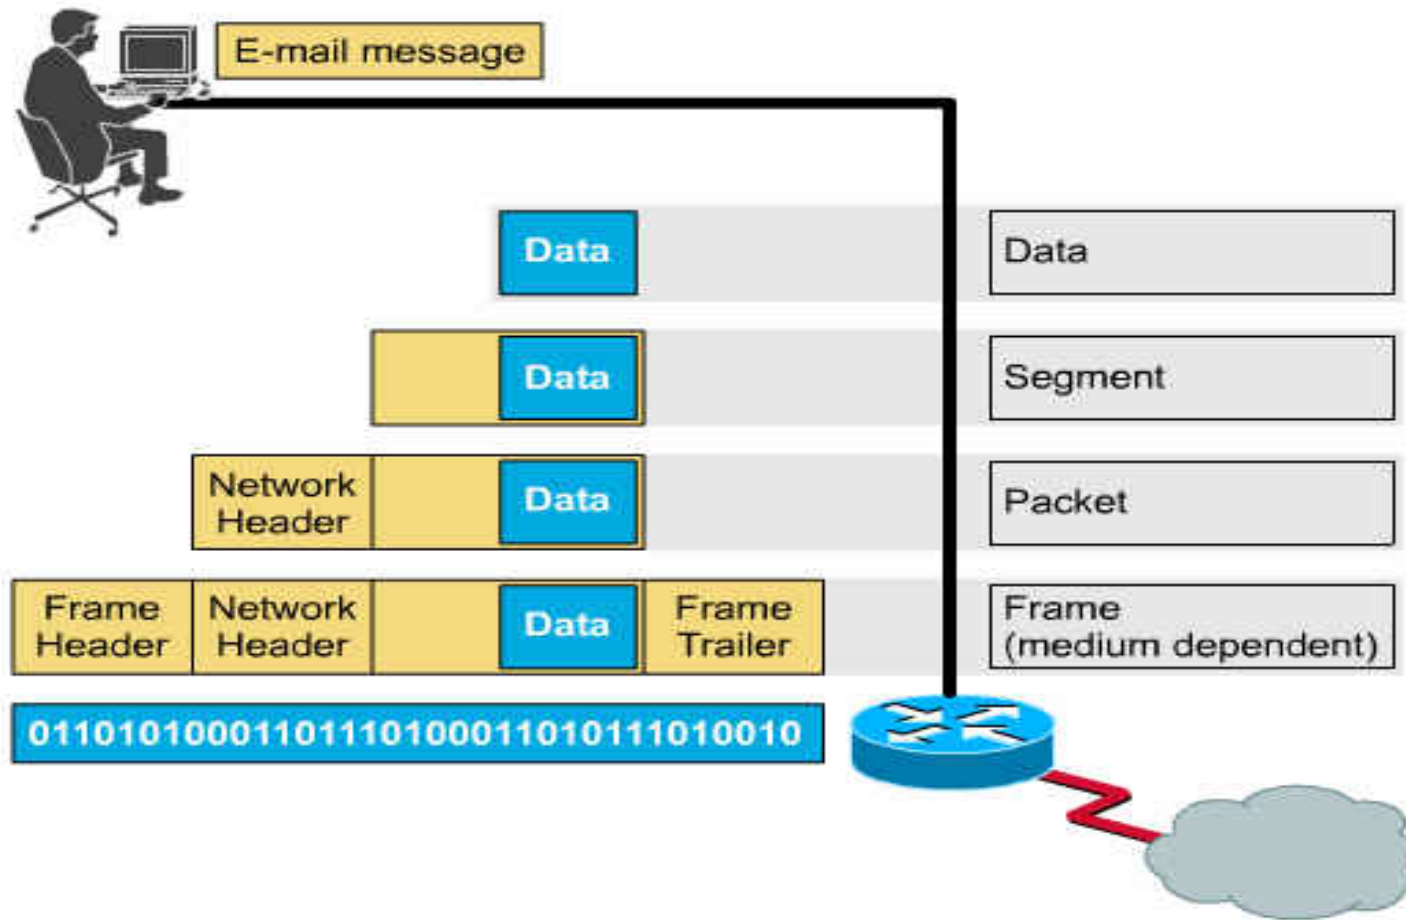 E-mail message
Data
Data
Data
Segment
Network
Header
Data
Packet
Frame
Header
Network
Header
Data
Frame
Trailer
Frame
(medium dependent)
01101010001101110100011010111010010